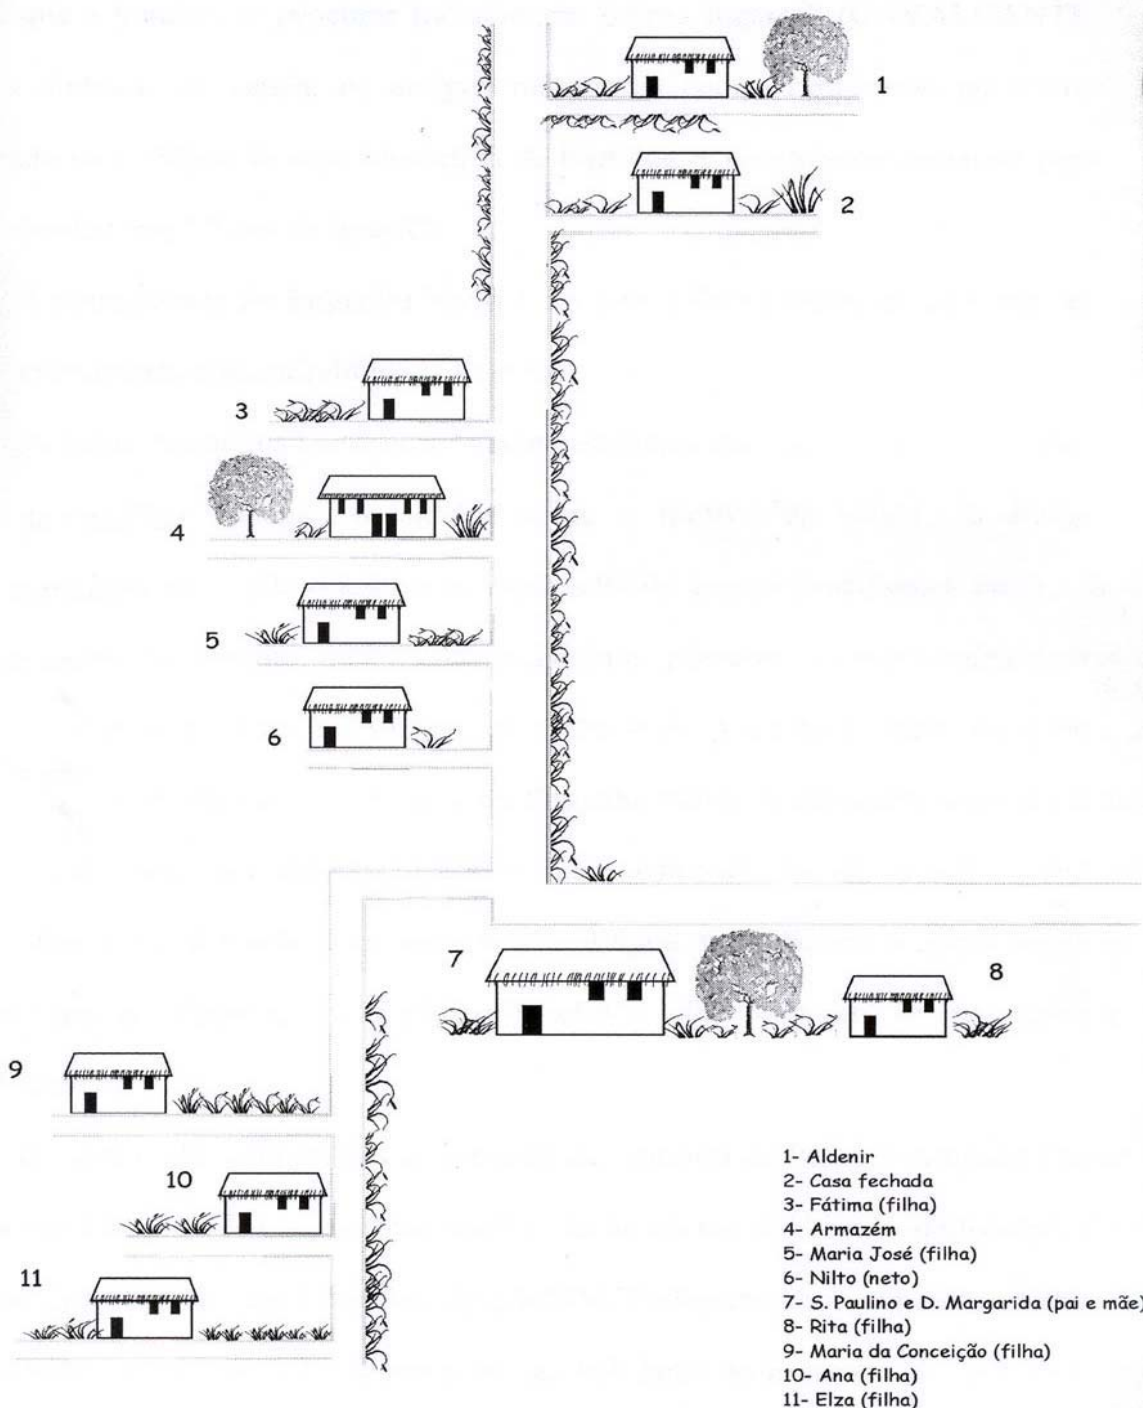 1
2
3
4
5
6
7
8
9
10
11
1- Aldenir
2- Casa fechada
3- Fátima (filha)
4- Armazém
5- Maria José (filha)
6- Nilto (neto)
7- S. Paulino e D. Margarida (pai e mãe)
8- Rita (filha)
9- Maria da Conceição (filha)
10- Ana (filha)
11- Elza (filha)